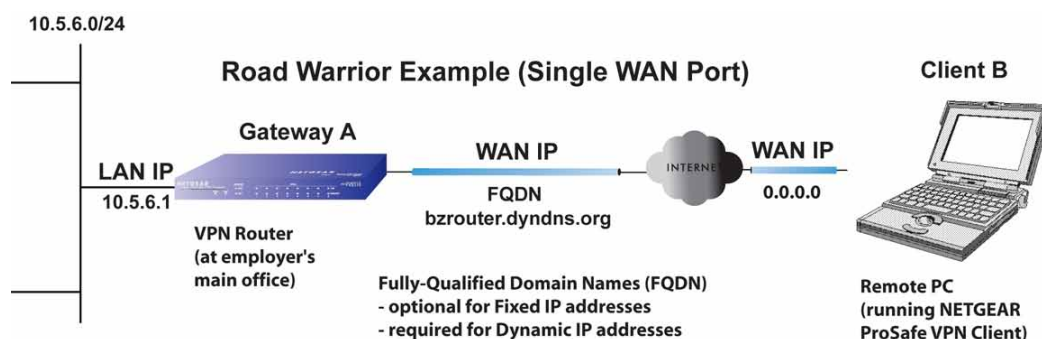 10.5.6.0/24
Road Warrior Example (Single WAN Port)
Client B
Gateway A
LAN IP
10.5.6.1
NETGEAR
WAN IP
FQDN
bzrouter.dyndns.org
INTERNET
WAN IP
0.0.0.0
VPN Router
(at employer's
main office)
Fully-Qualified Domain Names (FQDN)
- optional for Fixed IP addresses
- required for Dynamic IP addresses
Remote PC
(running NETGEAR
ProSafe VPN Client)